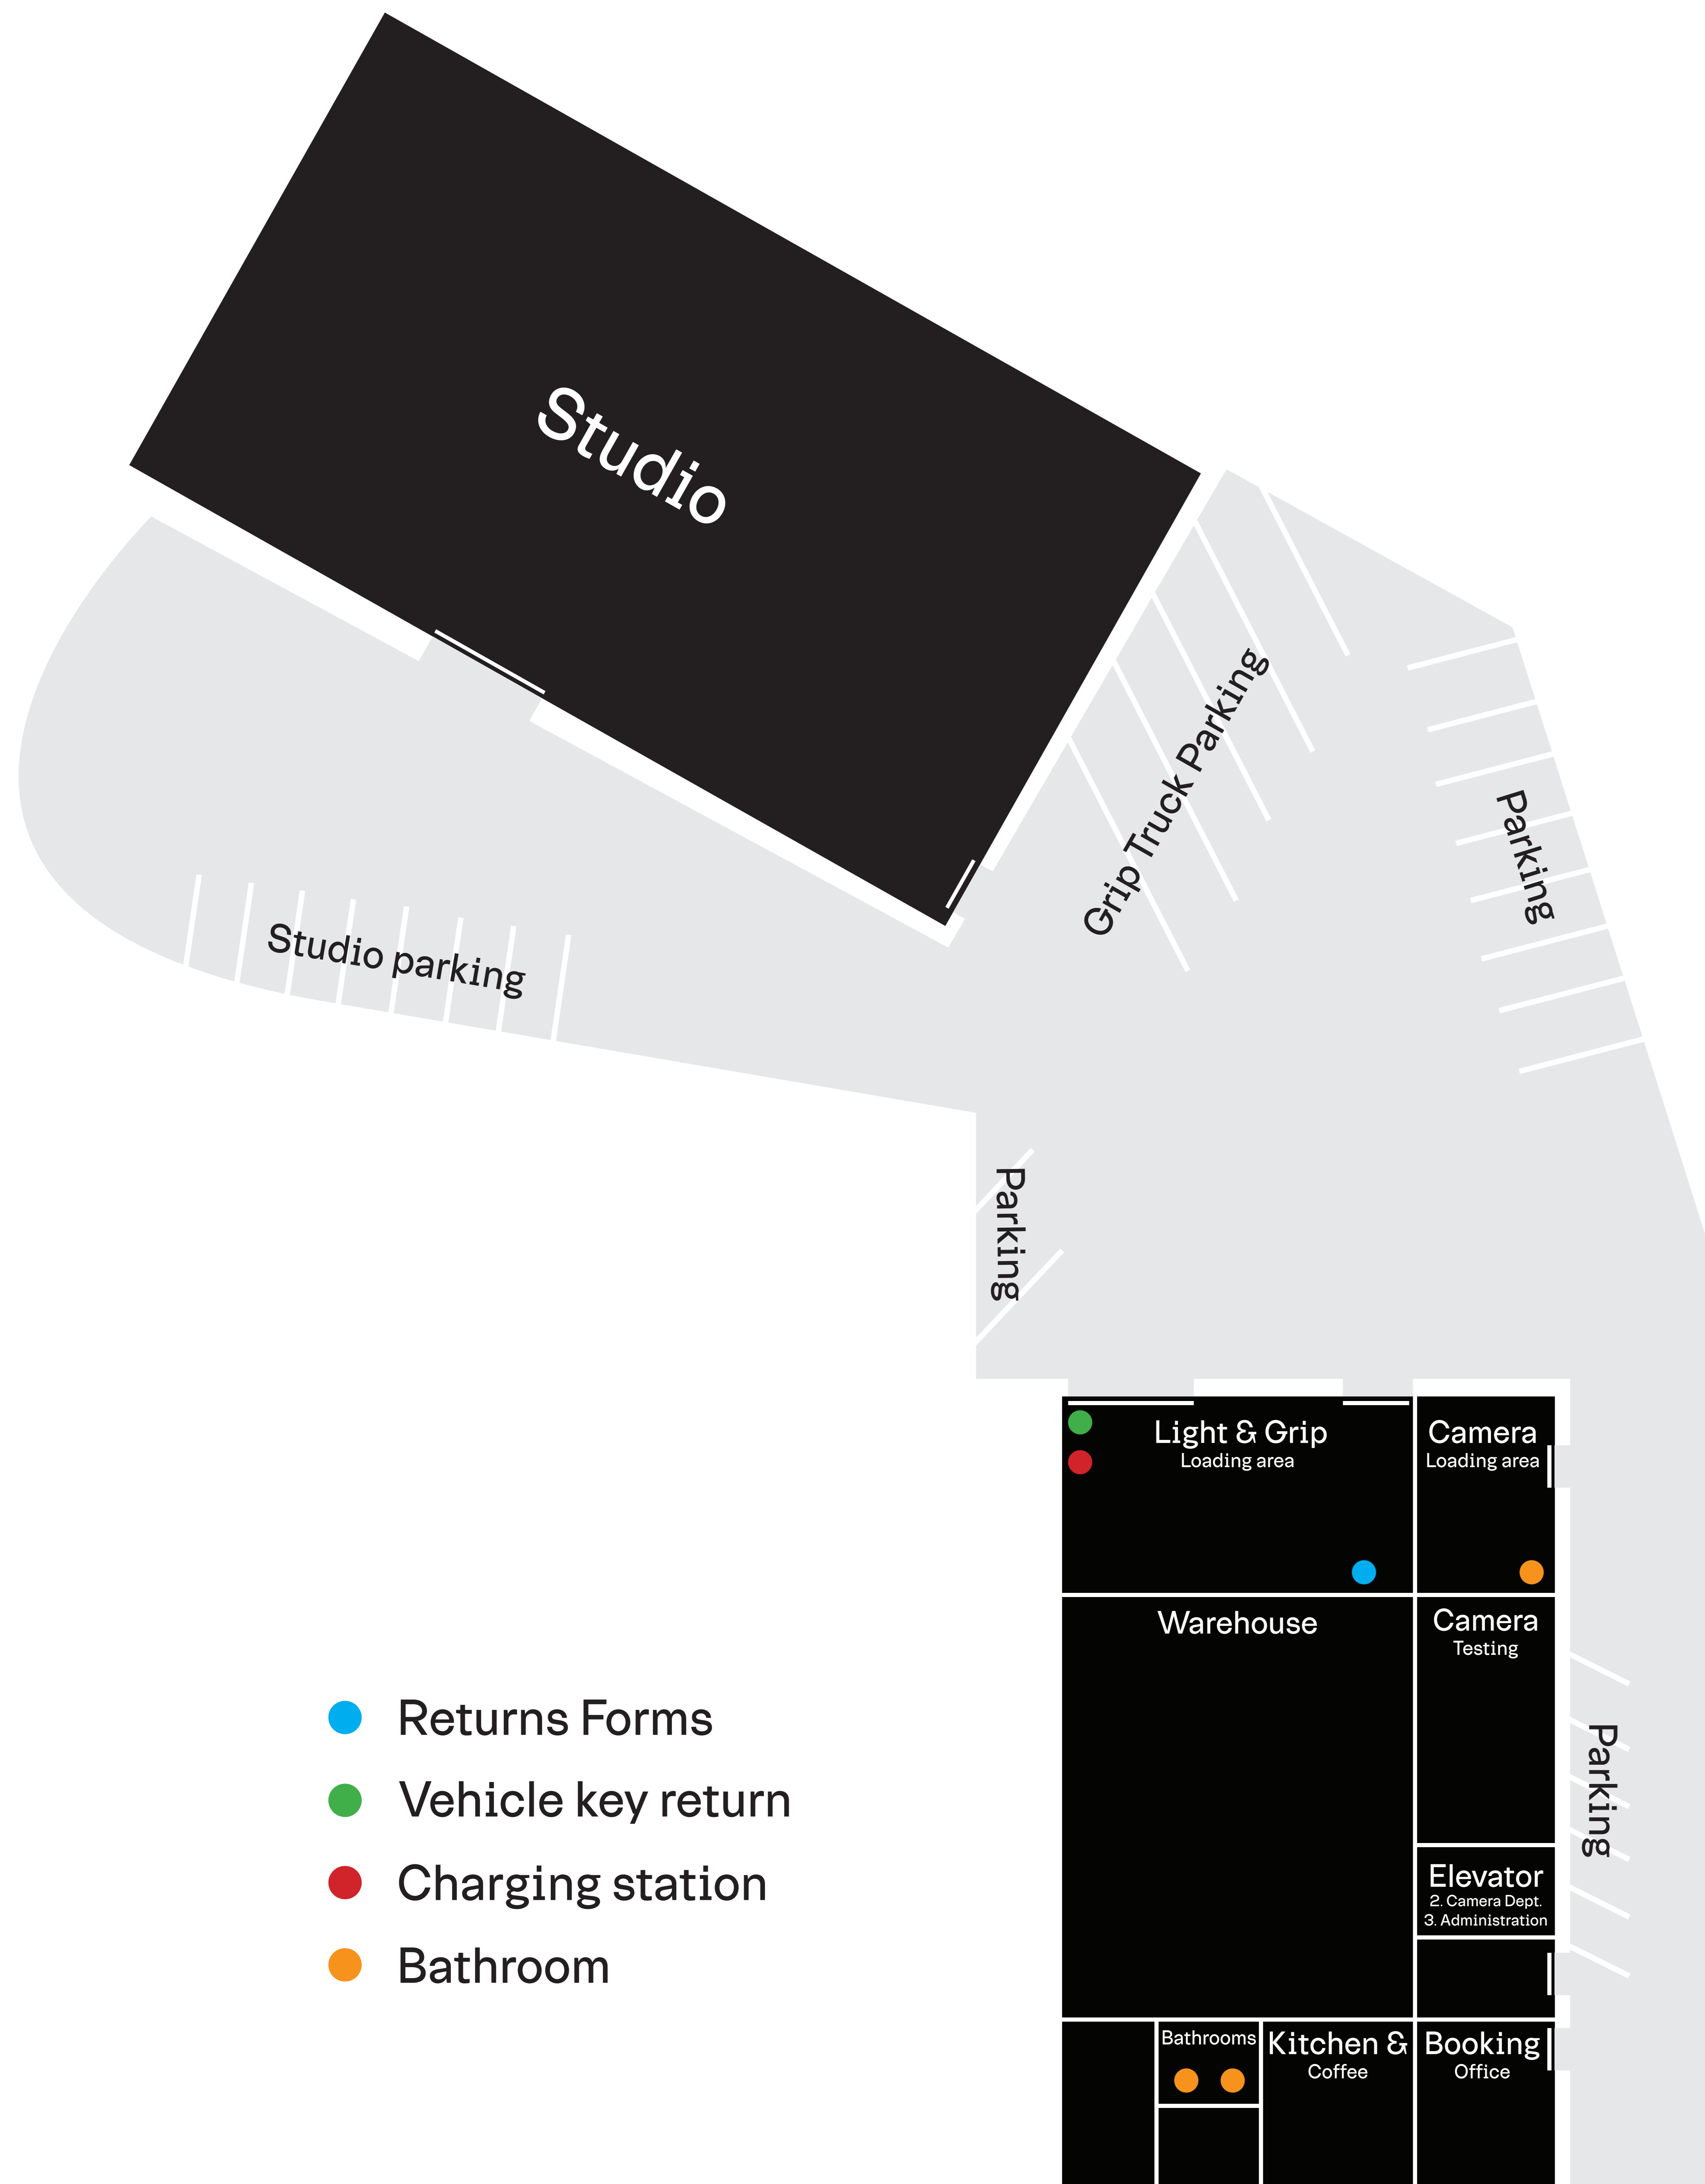 Studio
Grip Truck Parking
Parking
Studio parking
Parking
Light & Grip
Loading area
Camera
Loading area
Warehouse
Camera
Testing
Parking
Elevator
2. Camera Dept.
3. Administration
Bathrooms
Kitchen &
Coffee
Booking
Office
Returns Forms
Vehicle key return
Charging station
Bathroom